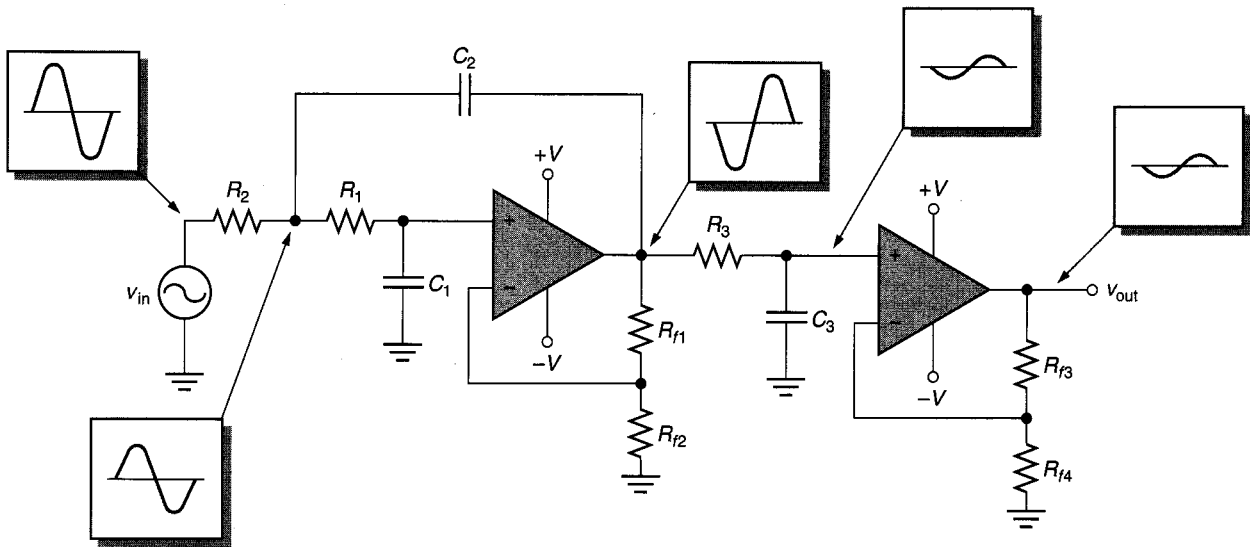 C2
+V
R2
R1
+
−
C1
−V
vin
Rf1
Rf2
R3
C3
+V
+
−
−V
vout
Rf3
Rf4